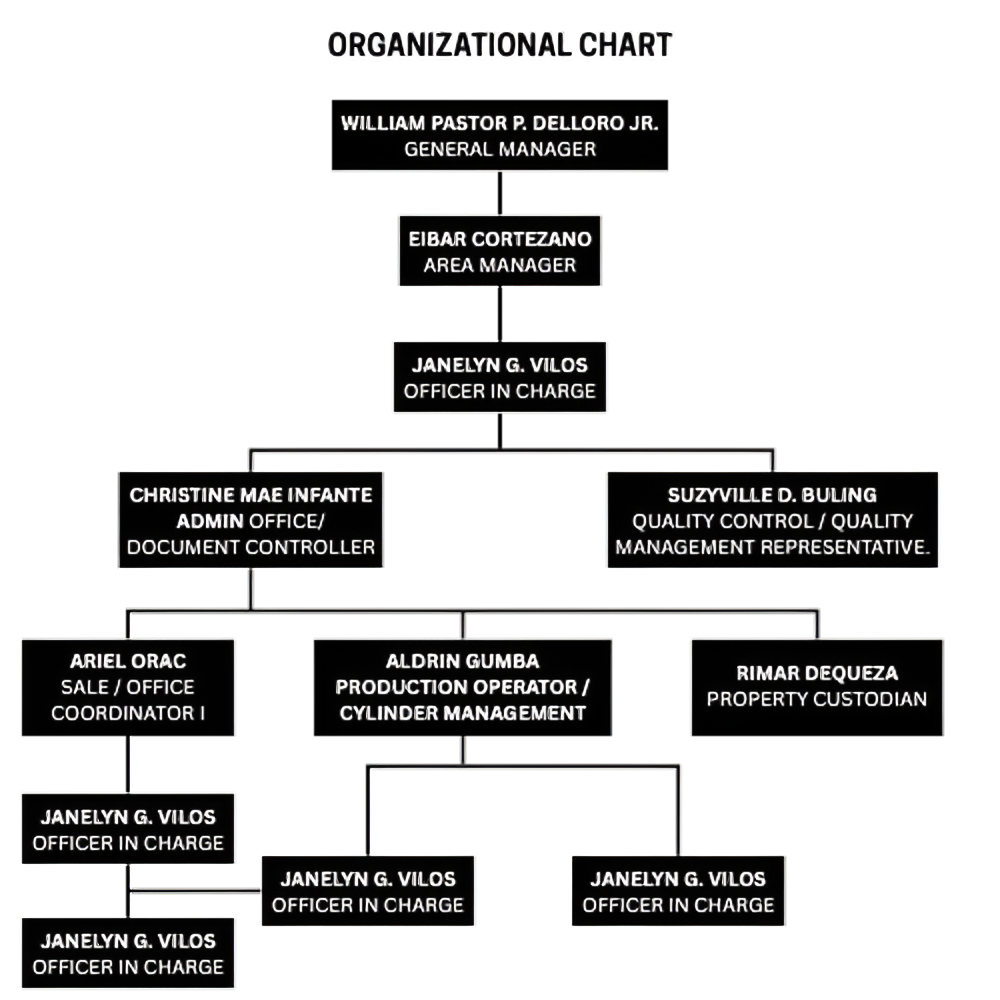 ORGANIZATIONAL CHART
WILLIAM PASTOR P. DELLORO JR.
GENERAL MANAGER
EIBAR CORTEZANO
AREA MANAGER
JANELYN G. VILOS
OFFICER IN CHARGE
CHRISTINE MAE INFANTE
ADMIN OFFICE/
DOCUMENT CONTROLLER
SUZYVILLE D. BULING
QUALITY CONTROL / QUALITY
MANAGEMENT REPRESENTATIVE.
ARIEL ORAC
SALE / OFFICE
COORDINATOR I
ALDRIN GUMBA
PRODUCTION OPERATOR /
CYLINDER MANAGEMENT
RIMAR DEQUEZA
PROPERTY CUSTODIAN
JANELYN G. VILOS
OFFICER IN CHARGE
JANELYN G. VILOS
OFFICER IN CHARGE
JANELYN G. VILOS
OFFICER IN CHARGE
JANELYN G. VILOS
OFFICER IN CHARGE